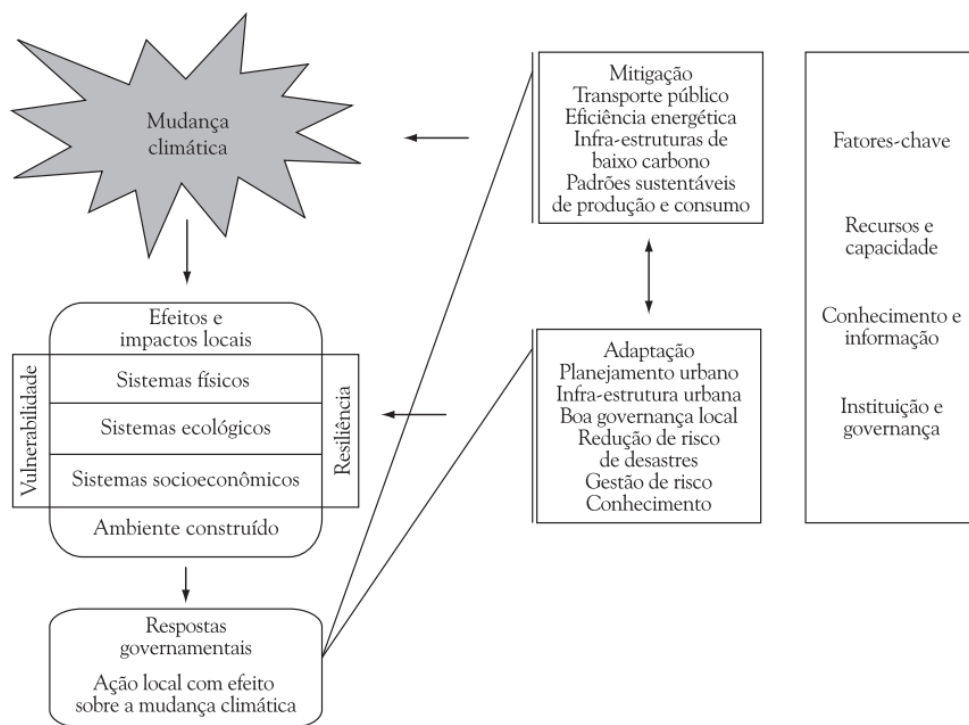 Mudança
climática
Efeitos e
impactos locais
Vulnerabilidade
Sistemas físicos
Sistemas ecológicos
Sistemas socioeconômicos
Resiliência
Ambiente construído
Respostas
governamentais
Ação local com efeito
sobre a mudança climática
Mitigação
Transporte público
Eficiência energética
Infra-estruturas de
baixo carbono
Padrões sustentáveis
de produção e consumo
Adaptação
Planejamento urbano
Infra-estrutura urbana
Boa governança local
Redução de risco
de desastres
Gestão de risco
Conhecimento
Fatores-chave
Recursos e
capacidade
Conhecimento e
informação
Instituição e
governança